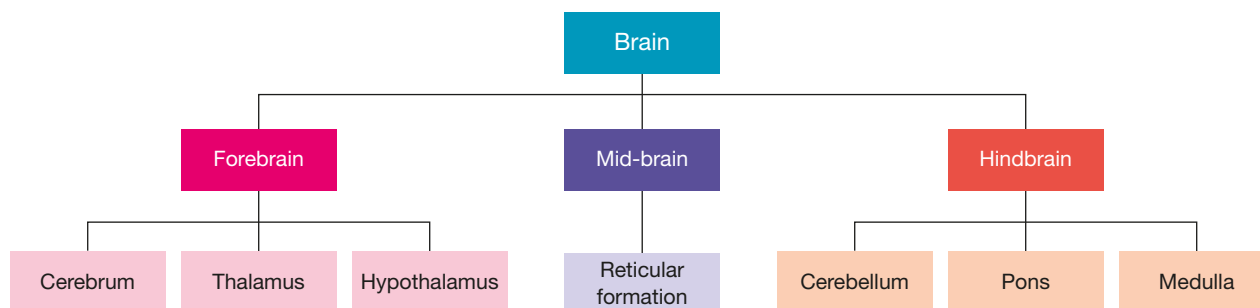 Brain
Forebrain
Mid-brain
Hindbrain
Cerebrum
Thalamus
Hypothalamus
Reticular
formation
Cerebellum
Pons
Medulla